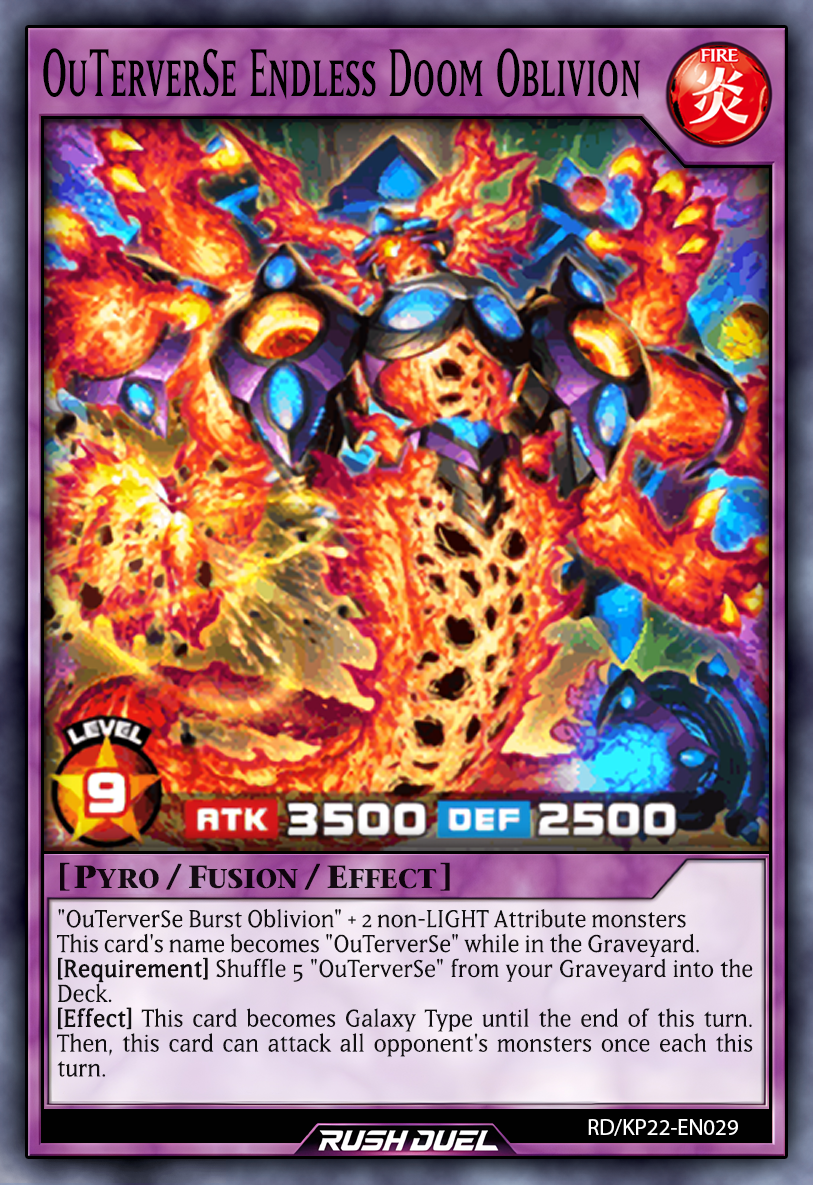 OuTerverSe Endless Doom Oblivion
FIRE
炎
LEVEL
9
ATK 3500 DEF 2500
[Pyro / Fusion / Effect]
"OuTerverSe Burst Oblivion" + 2 non-LIGHT Attribute monsters
This card's name becomes "OuTerverSe" while in the Graveyard.
[Requirement] Shuffle 5 "OuTerverSe" from your Graveyard into the
Deck.
[Effect] This card becomes Galaxy Type until the end of this turn.
Then, this card can attack all opponent's monsters once each this
turn.
RD/KP22-EN029
RUSH DUEL